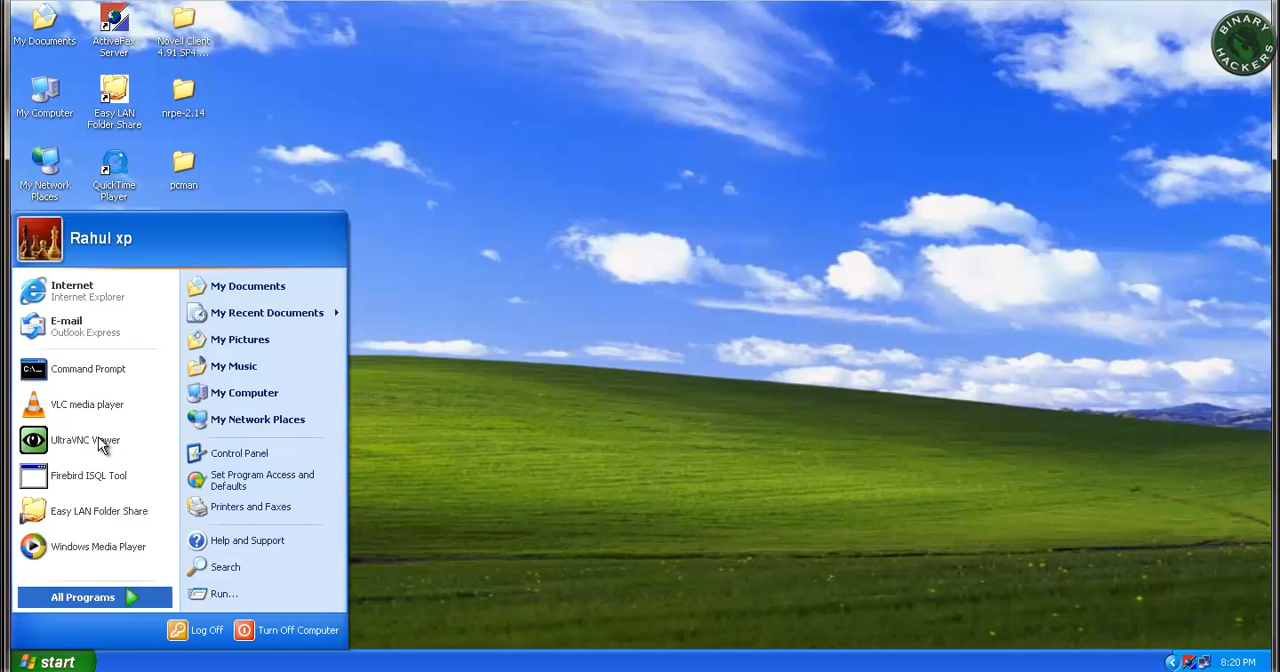 My Documents
ActiveFax
Server
Novell Client
4.91 SP4 ...
My Computer
Easy LAN
Folder Share
nrpe-2.14
My Network
Places
QuickTime
Player
pcman
BINARY
HACKERS
Rahul xp
Internet
Internet Explorer
E-mail
Outlook Express
C:\_
Command Prompt
VLC media player
UltraVNC Viewer
Firebird ISQL Tool
Easy LAN Folder Share
Windows Media Player
All Programs
My Documents
My Recent Documents
My Pictures
My Music
My Computer
My Network Places
Control Panel
Set Program Access and
Defaults
Printers and Faxes
Help and Support
Search
Run...
Log Off
Turn Off Computer
start
8:20 PM